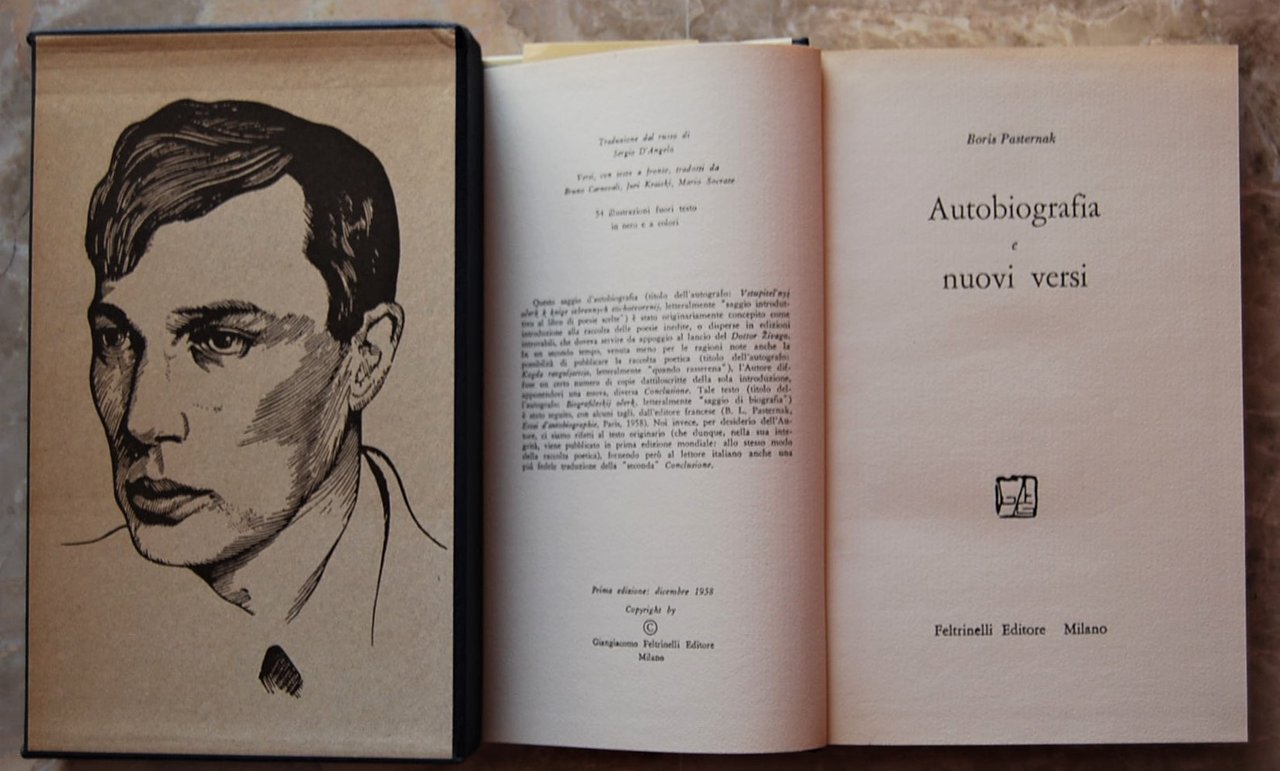 Traduzione dal russo di
Sergio D'Angelo
Versi, con testo a fronte, tradotti da
Bruno Carnevali, Juri Kraiski, Mario Socrate
54 illustrazioni fuori testo
in nero e a colori
Questo saggio d'autobiografia (titolo dell'autografo: Vstupitel'nyj
očerk k knige izbrannych stichotvorenij, letteralmente "saggio introdut-
tivo al libro di poesie scelte") è stato originariamente concepito come
introduzione alla raccolta delle poesie inedite, o disperse in edizioni
introvabili, che doveva servire da appoggio al lancio del Dottor Živago.
In un secondo tempo, venuta meno per le ragioni note anche la
possibilità di pubblicare la raccolta poetica (titolo dell'autografo:
Kogda razguljaetsja, letteralmente "quando rasserena"), l'Autore dif-
fuse un certo numero di copie dattiloscritte della sola introduzione,
apponendovi una nuova, diversa Conclusione. Tale testo (titolo del-
l'autografo: Biografičeskij očerk, letteralmente "saggio di biografia")
è stato seguito, con alcuni tagli, dall'editore francese (B. L. Pasternak,
Essai d'autobiographie, Paris, 1958). Noi invece, per desiderio dell'Au-
tore, ci siamo rifatti al testo originario (che dunque, nella sua inte-
grità, viene pubblicato in prima edizione mondiale: allo stesso modo
della raccolta poetica), fornendo però al lettore italiano anche una
più fedele traduzione della "seconda" Conclusione.
Prima edizione: dicembre 1958
Copyright by
©
Giangiacomo Feltrinelli Editore
Milano
Boris Pasternak
Autobiografia
e
nuovi versi
Feltrinelli Editore Milano